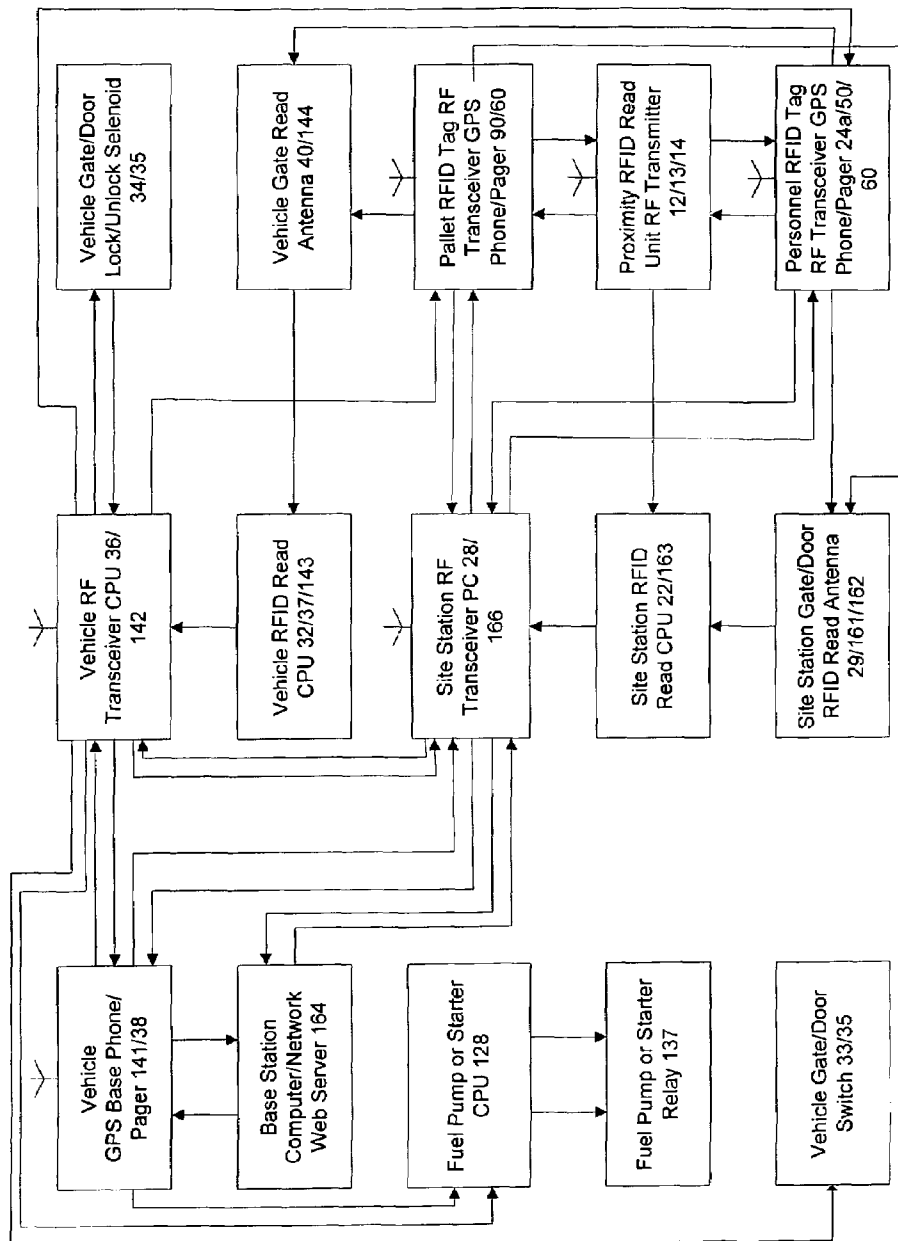 Vehicle
GPS Base Phone/
Pager 141/38
Base Station
Computer/Network
Web Server 164
Fuel Pump or Starter
CPU 128
Fuel Pump or Starter
Relay 137
Vehicle Gate/Door
Switch 33/35
Vehicle RF
Transceiver CPU 36/
142
Vehicle RFID Read
CPU 32/37/143
Site Station RF
Transceiver PC 28/
166
Site Station RFID
Read CPU 22/163
Site Station Gate/Door
RFID Read Antenna
29/161/162
Vehicle Gate/Door
Lock/Unlock Selenoid
34/35
Vehicle Gate Read
Antenna 40/144
Pallet RFID Tag RF
Transceiver GPS
Phone/Pager 90/60
Proximity RFID Read
Unit RF Transmitter
12/13/14
Personnel RFID Tag
RF Transceiver GPS
Phone/Pager 24a/50/
60